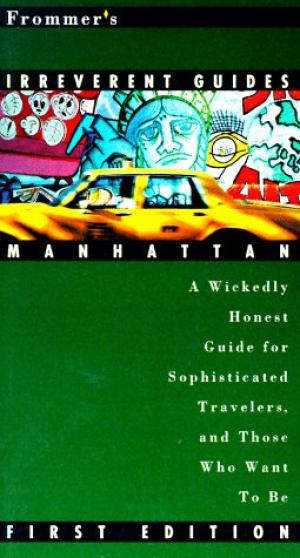 Frommer's
IRREVERENT GUIDES
MANHATTAN
A Wickedly
Honest
Guide for
Sophisticated
Travelers,
and Those
Who Want
To Be
FIRST EDITION